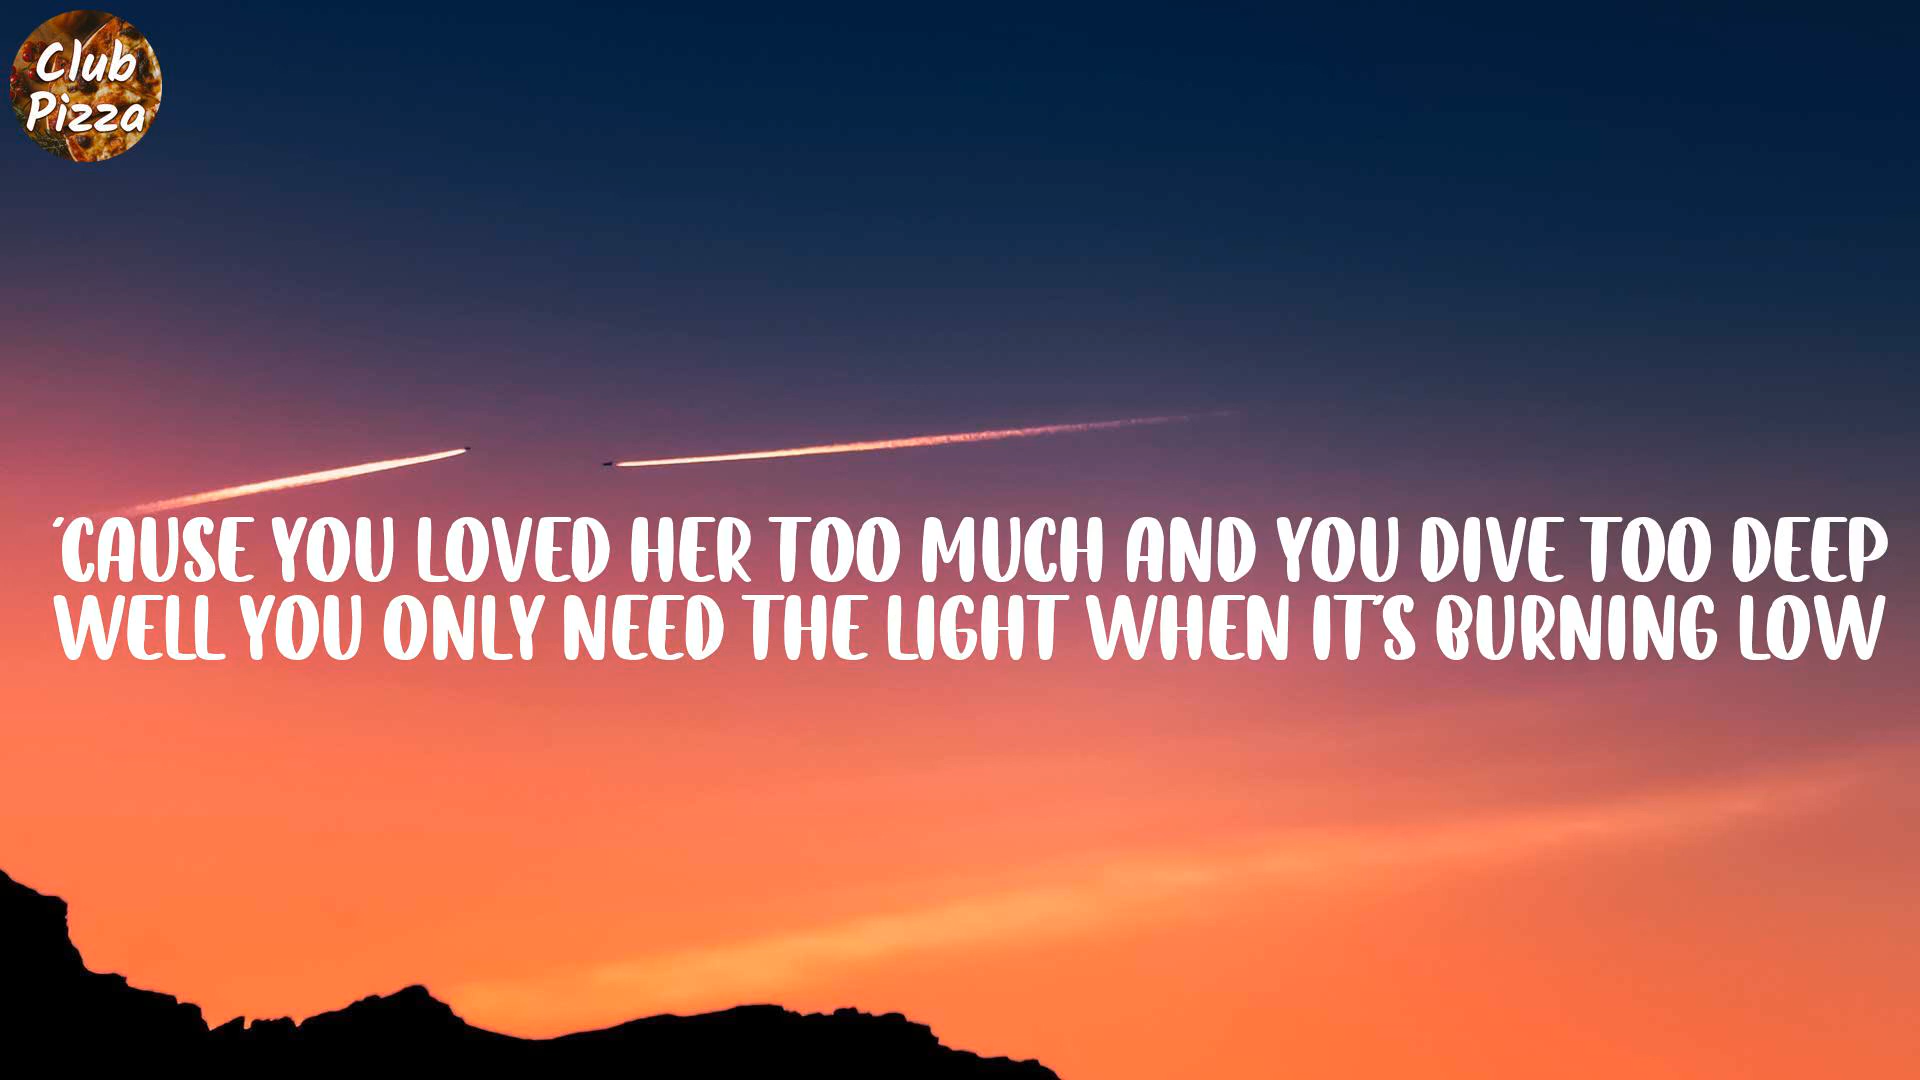 Club
Pizza
'CAUSE YOU LOVED HER TOO MUCH AND YOU DIVE TOO DEEP
WELL YOU ONLY NEED THE LIGHT WHEN IT'S BURNING LOW